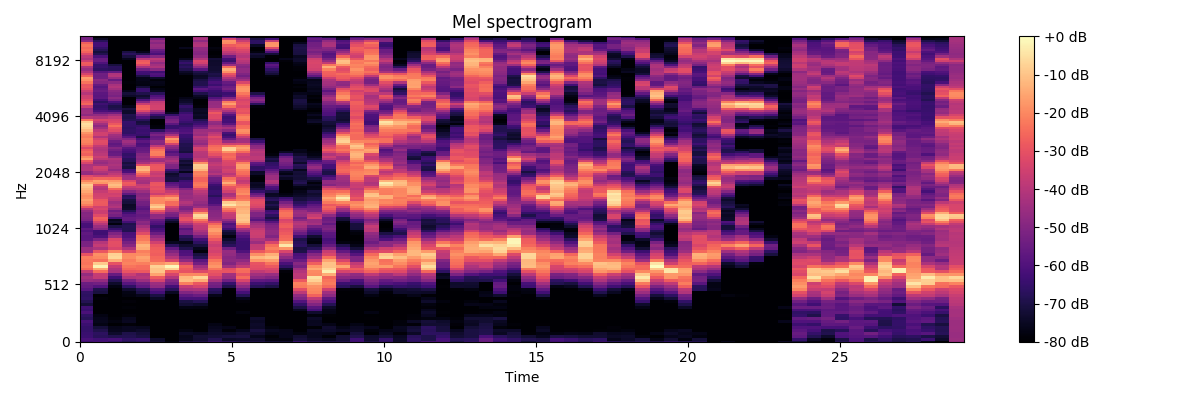 Mel spectrogram
8192
4096
2048
1024
512
0
Hz
0 5 10 15 20 25
Time
+0 dB
-10 dB
-20 dB
-30 dB
-40 dB
-50 dB
-60 dB
-70 dB
-80 dB